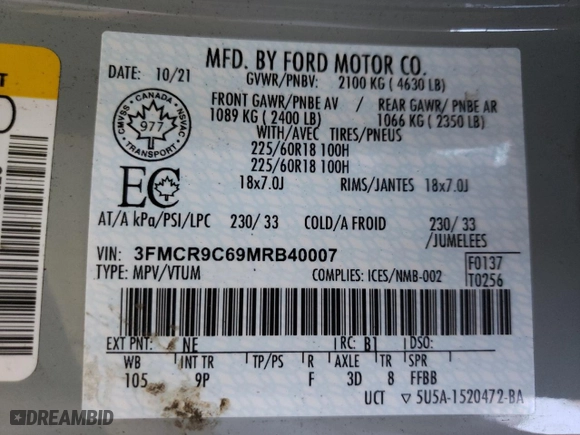 MFD. BY FORD MOTOR CO.
DATE: 10/21
GVWR/PNBV: 2100 KG ( 4630 LB)
FRONT GAWR/PNBE AV / REAR GAWR/ PNBE AR
1089 KG ( 2400 LB) 1066 KG ( 2350 LB)
WITH/AVEC TIRES/PNEUS
225/60R18 100H
225/60R18 100H
18x7.0J RIMS/JANTES 18x7.0J
CANADA
CMVSS NSVAC
977
TRANSPORT
EC
AT/A kPa/PSI/LPC 230/ 33 COLD/A FROID 230/ 33
/JUMELEES
VIN: 3FMCR9C69MRB40007
TYPE: MPV/VTUM COMPLIES: ICES/NMB-002
F0137
T0256
EXT PNT: NE RC: B1 DSO:
WB INT TR TP/PS R AXLE TR SPR
105 9P F 3D 8 FFBB
UCT ▽ 5U5A-1520472-BA
DREAMBID